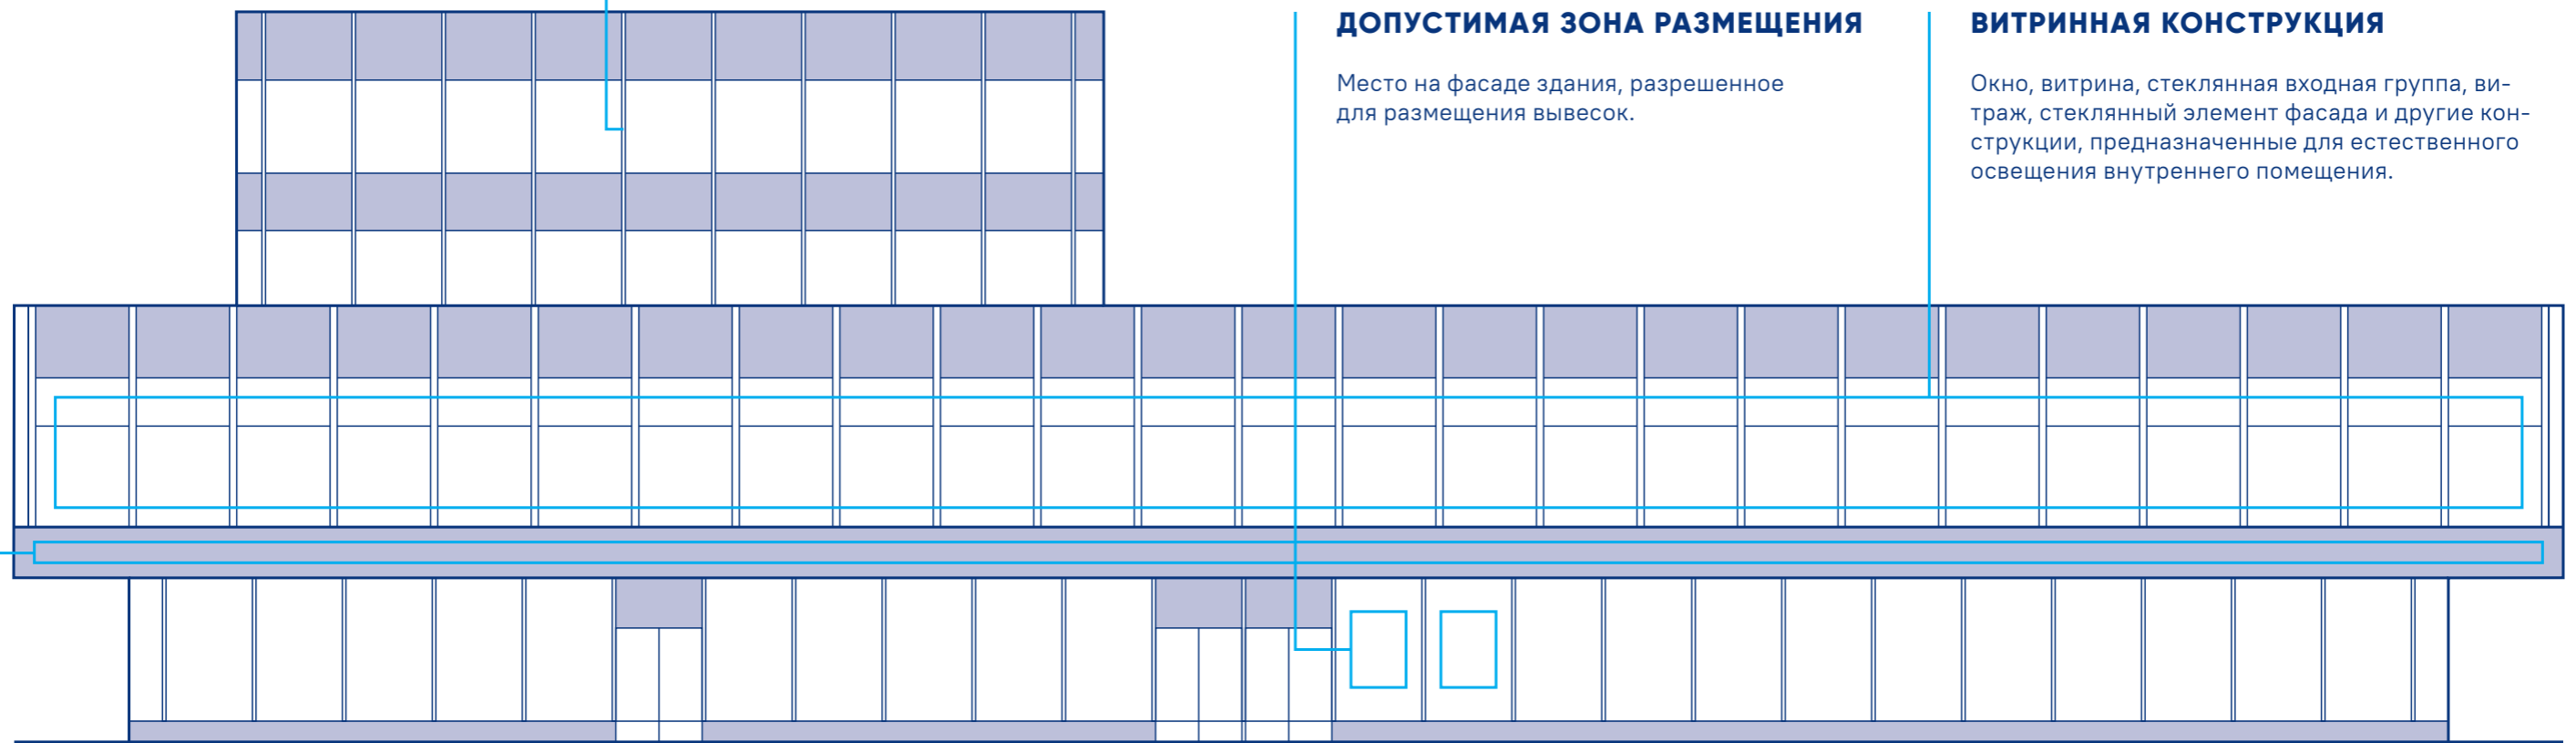 ДОПУСТИМАЯ ЗОНА РАЗМЕЩЕНИЯ
Место на фасаде здания, разрешенное
для размещения вывесок.
ВИТРИННАЯ КОНСТРУКЦИЯ
Окно, витрина, стеклянная входная группа, ви-
траж, стеклянный элемент фасада и другие кон-
струкции, предназначенные для естественного
освещения внутреннего помещения.